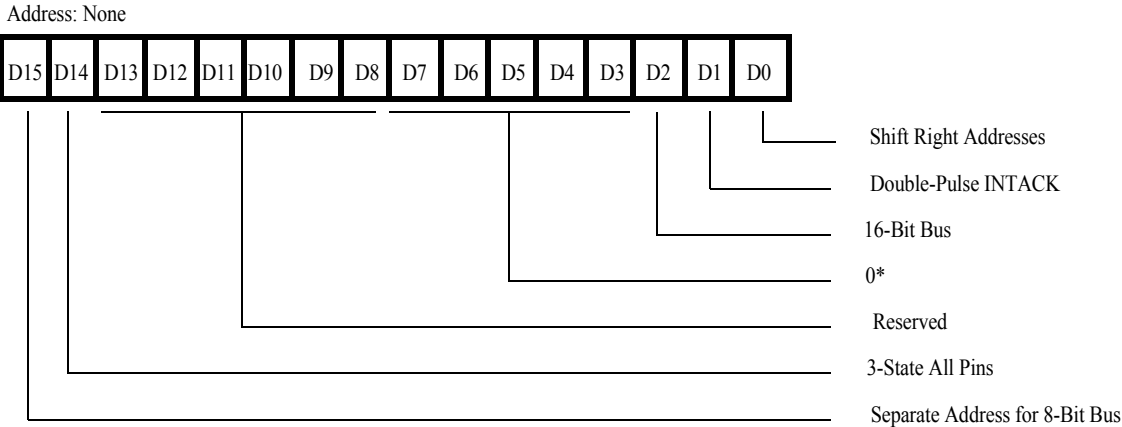 Address: None
D15 D14 D13 D12 D11 D10 D9 D8 D7 D6 D5 D4 D3 D2 D1 D0
Shift Right Addresses
Double-Pulse INTACK
16-Bit Bus
0*
Reserved
3-State All Pins
Separate Address for 8-Bit Bus